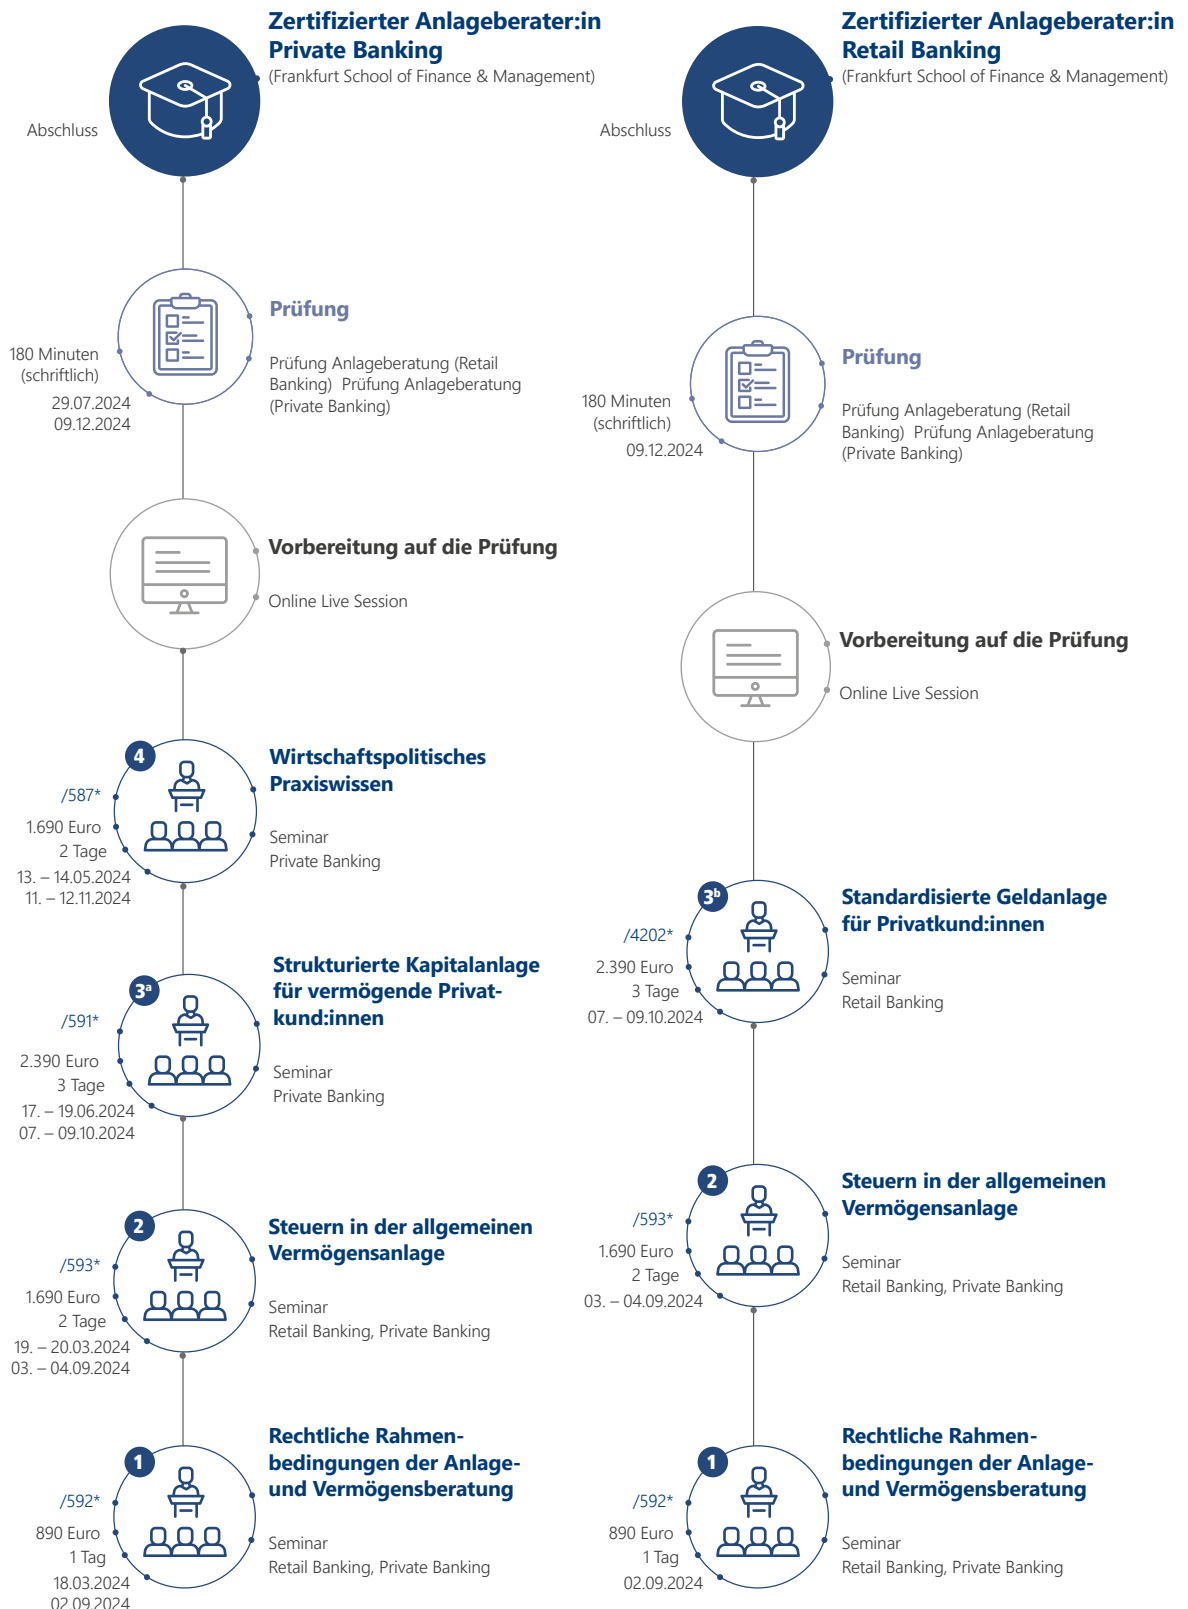 Zertifizierter Anlageberater:in
Private Banking
(Frankfurt School of Finance & Management)
Abschluss
Prüfung
180 Minuten
(schriftlich)
29.07.2024
09.12.2024
Prüfung Anlageberatung (Retail
Banking)  Prüfung Anlageberatung
(Private Banking)
Vorbereitung auf die Prüfung
Online Live Session
4
Wirtschaftspolitisches
Praxiswissen
/587*
1.690 Euro
2 Tage
13. – 14.05.2024
11. – 12.11.2024
Seminar
Private Banking
3a
Strukturierte Kapitalanlage
für vermögende Privat-
kund:innen
/591*
2.390 Euro
3 Tage
17. – 19.06.2024
07. – 09.10.2024
Seminar
Private Banking
2
Steuern in der allgemeinen
Vermögensanlage
/593*
1.690 Euro
2 Tage
19. – 20.03.2024
03. – 04.09.2024
Seminar
Retail Banking, Private Banking
1
Rechtliche Rahmen-
bedingungen der Anlage-
und Vermögensberatung
/592*
890 Euro
1 Tag
18.03.2024
02.09.2024
Seminar
Retail Banking, Private Banking
Zertifizierter Anlageberater:in
Retail Banking
(Frankfurt School of Finance & Management)
Abschluss
Prüfung
180 Minuten
(schriftlich)
09.12.2024
Prüfung Anlageberatung (Retail
Banking)  Prüfung Anlageberatung
(Private Banking)
Vorbereitung auf die Prüfung
Online Live Session
3b
Standardisierte Geldanlage
für Privatkund:innen
/4202*
2.390 Euro
3 Tage
07. – 09.10.2024
Seminar
Retail Banking
2
Steuern in der allgemeinen
Vermögensanlage
/593*
1.690 Euro
2 Tage
03. – 04.09.2024
Seminar
Retail Banking, Private Banking
1
Rechtliche Rahmen-
bedingungen der Anlage-
und Vermögensberatung
/592*
890 Euro
1 Tag
02.09.2024
Seminar
Retail Banking, Private Banking